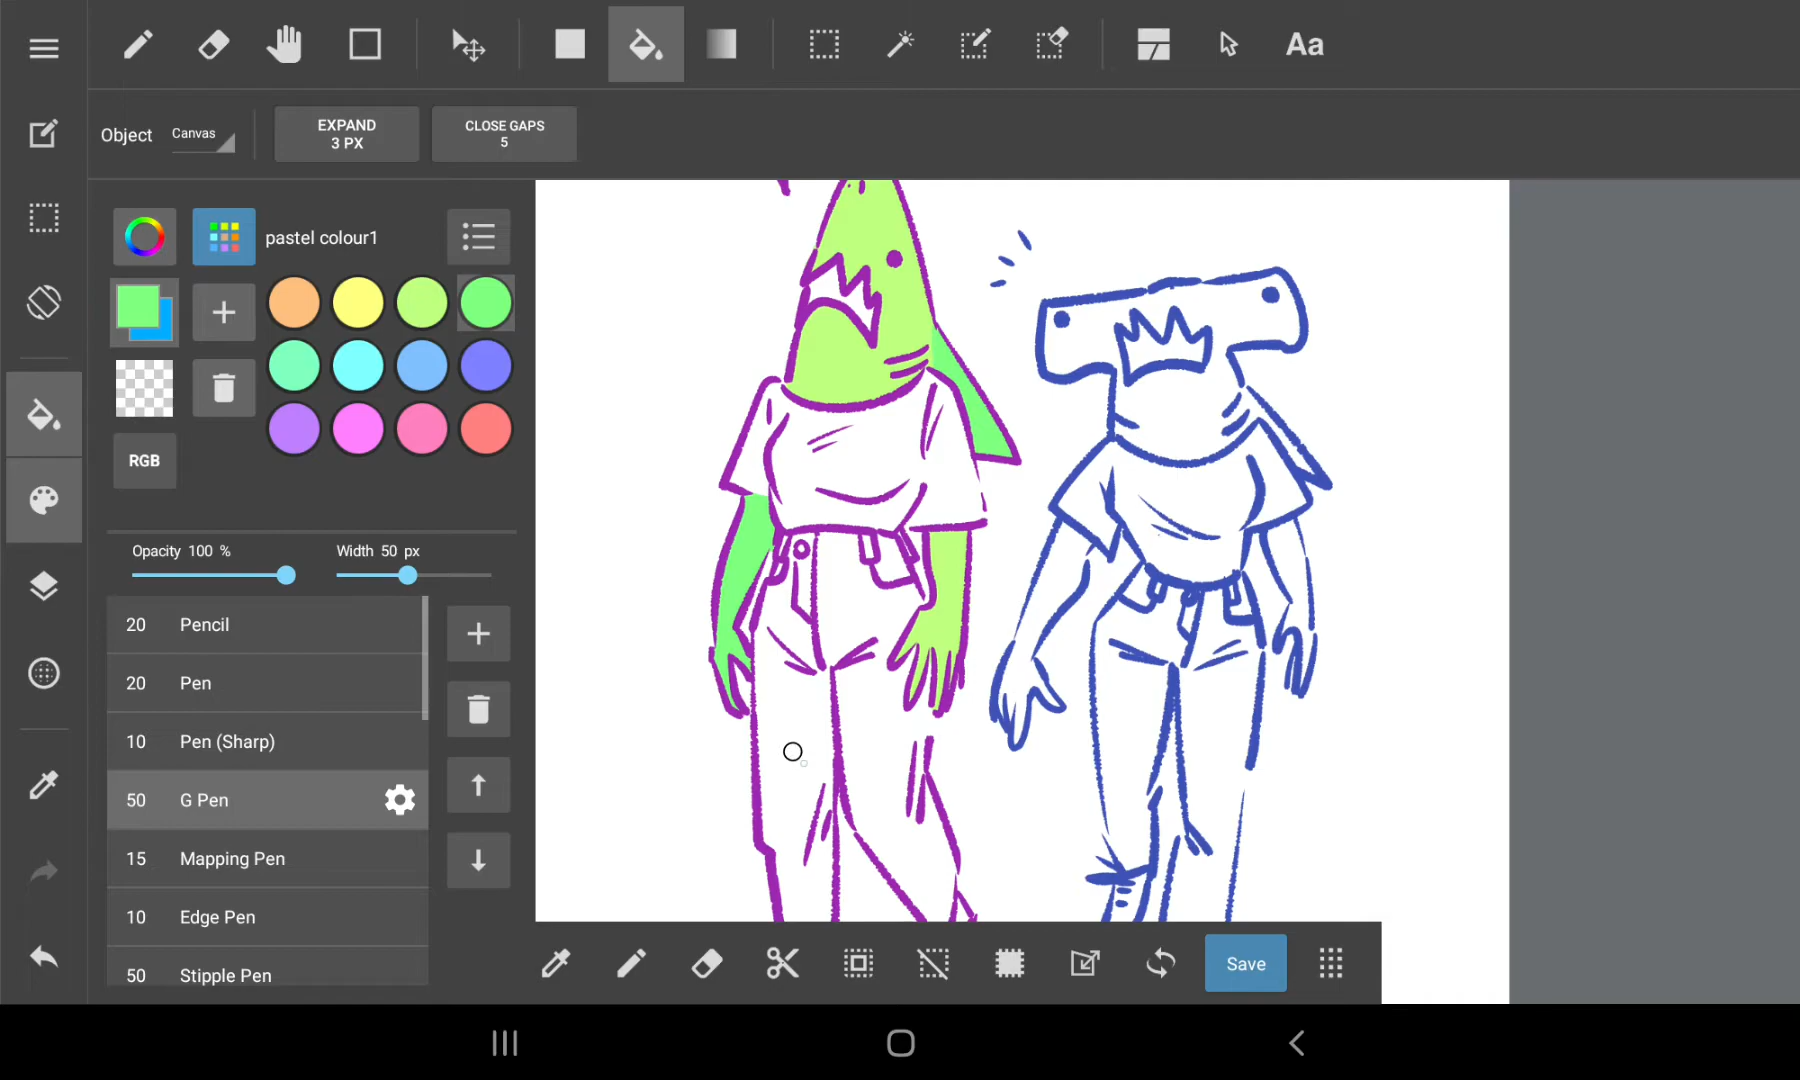 Aa
Object Canvas
EXPAND
3 PX
CLOSE GAPS
5
pastel colour1
RGB
Opacity 100 %
Width 50 px
20 Pencil
20 Pen
10 Pen (Sharp)
50 G Pen
15 Mapping Pen
10 Edge Pen
50 Stipple Pen
Save